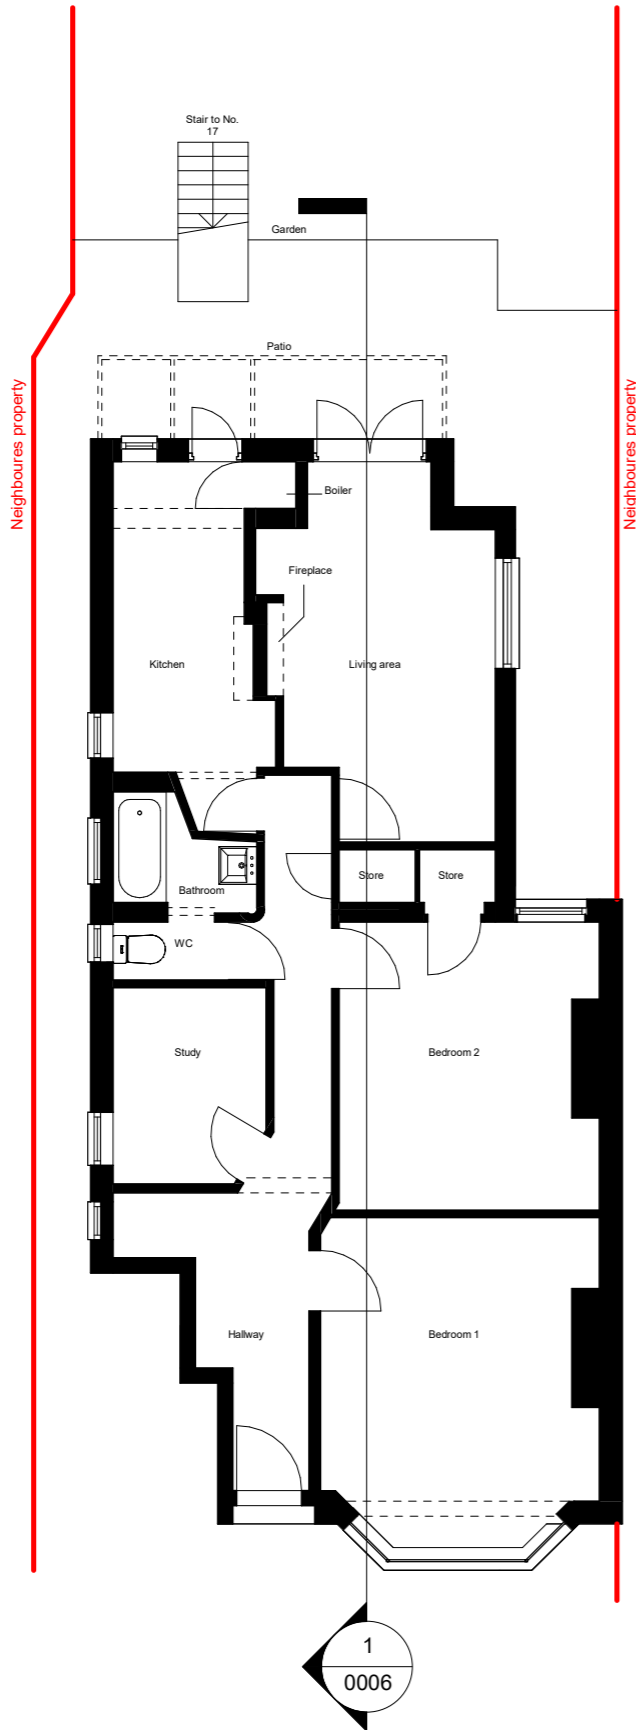 Stair to No.
17
Garden
Patio
Neighboures property
Neighboures property
Boiler
Fireplace
Kitchen
Living area
Store
Store
Bathroom
WC
Study
Bedroom 2
Hallway
Bedroom 1
1
0006